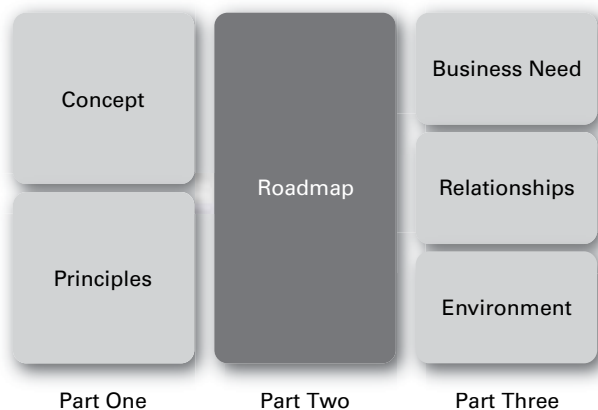 Concept
Principles
Roadmap
Business Need
Relationships
Environment
Part One
Part Two
Part Three